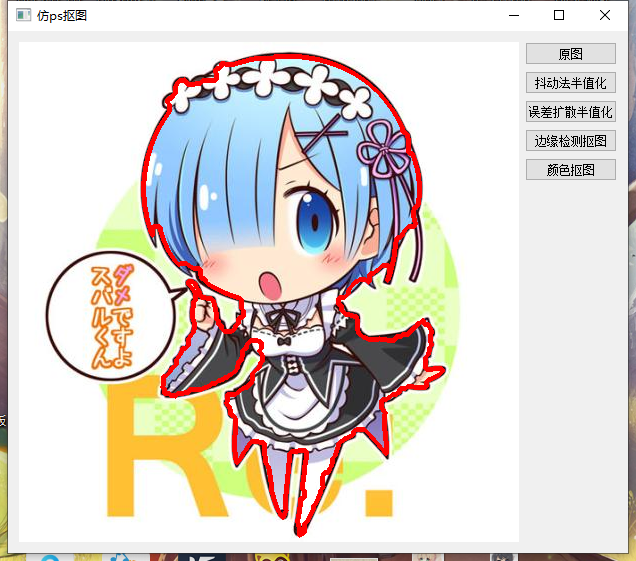 仿ps抠图
原图
抖动法半值化
误差扩散半值化
边缘检测抠图
颜色抠图
ダメですよ
スバルくん
Re.